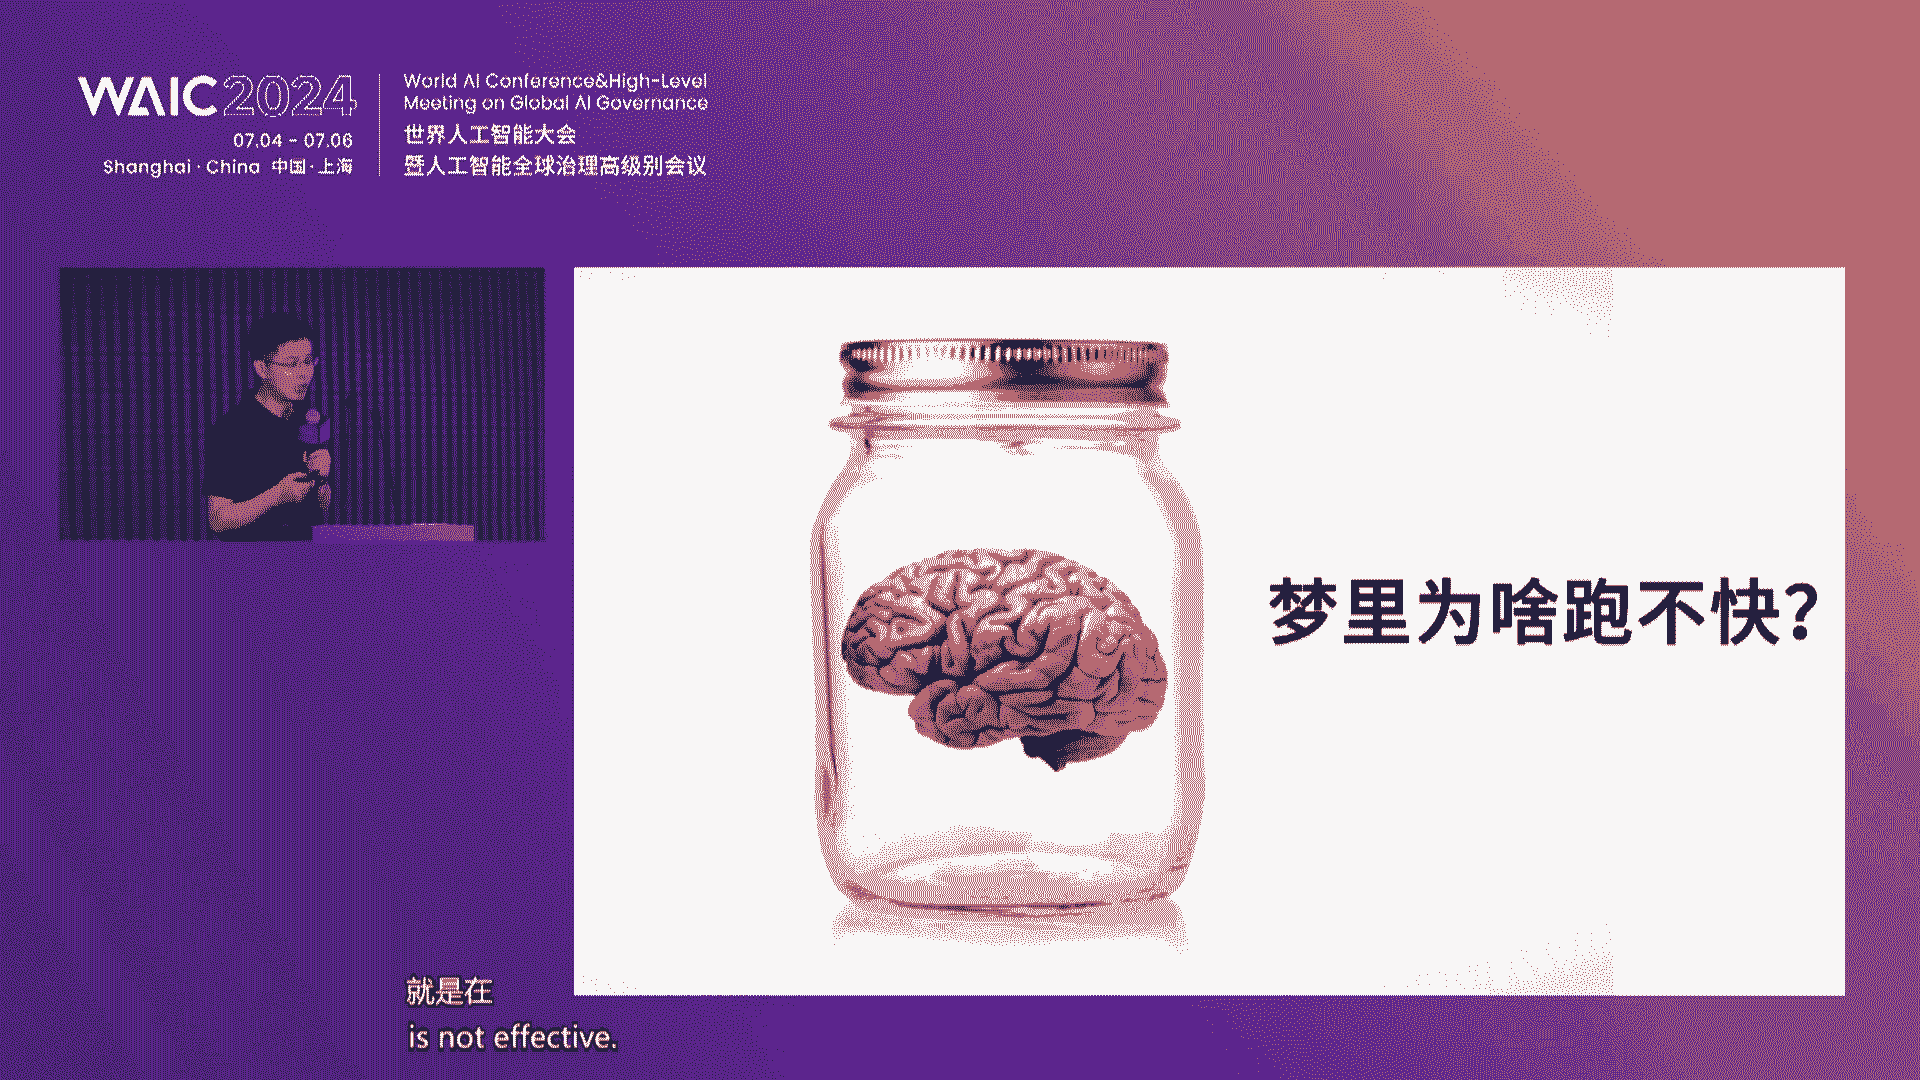 WAIC 2024
07.04 - 07.06
Shanghai · China 中国 · 上海
World AI Conference&High-Level
Meeting on Global AI Governance
世界人工智能大会
暨人工智能全球治理高级别会议
梦里为啥跑不快?
就是在
is not effective.